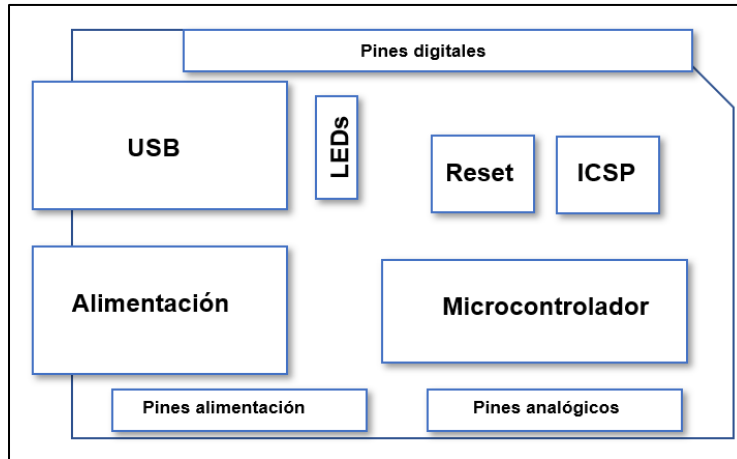 Pines digitales
USB
LEDs
Reset
ICSP
Alimentación
Microcontrolador
Pines alimentación
Pines analógicos